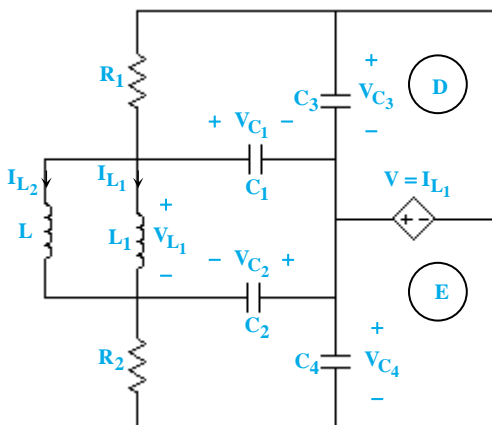 R1
+
C3 VC3
D
−
+ VC1 −
C1
IL2
IL1
V = IL1
+ −
L
L1
+
VL1
−
− VC2 +
C2
E
R2
C4
+
VC4
−